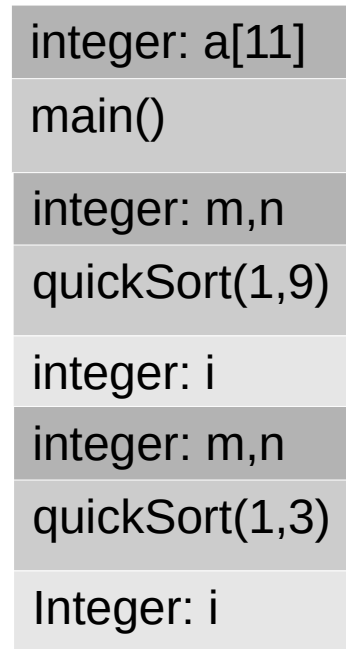 integer: a[11]
main()
integer: m,n
quickSort(1,9)
integer: i
integer: m,n
quickSort(1,3)
Integer: i